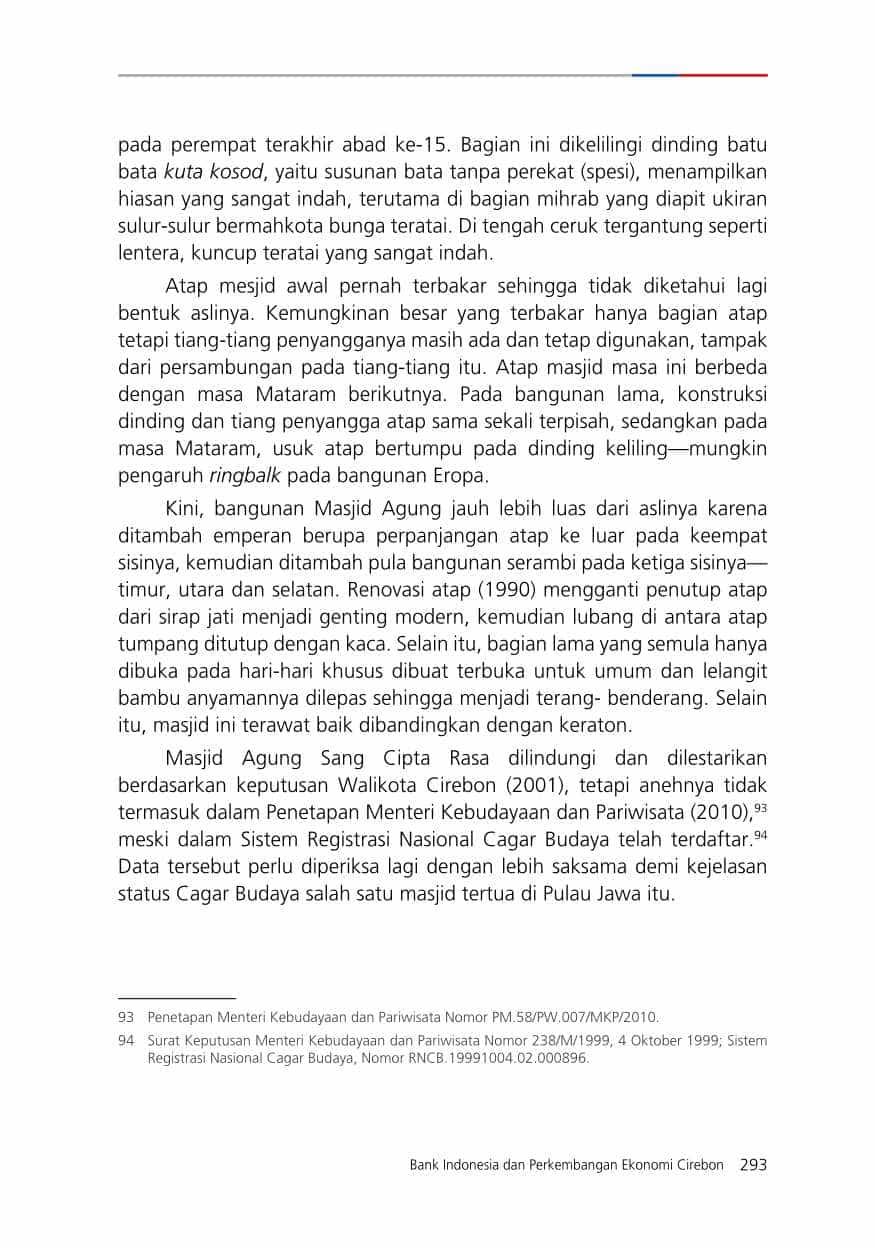 pada perempat terakhir abad ke-15. Bagian ini dikelilingi dinding batu
bata kuta kosod, yaitu susunan bata tanpa perekat (spesi), menampilkan
hiasan yang sangat indah, terutama di bagian mihrab yang diapit ukiran
sulur-sulur bermahkota bunga teratai. Di tengah ceruk tergantung seperti
lentera, kuncup teratai yang sangat indah.
Atap mesjid awal pernah terbakar sehingga tidak diketahui lagi
bentuk aslinya. Kemungkinan besar yang terbakar hanya bagian atap
tetapi tiang-tiang penyangganya masih ada dan tetap digunakan, tampak
dari persambungan pada tiang-tiang itu. Atap masjid masa ini berbeda
dengan masa Mataram berikutnya. Pada bangunan lama, konstruksi
dinding dan tiang penyangga atap sama sekali terpisah, sedangkan pada
masa Mataram, usuk atap bertumpu pada dinding keliling—mungkin
pengaruh ringbalk pada bangunan Eropa.
Kini, bangunan Masjid Agung jauh lebih luas dari aslinya karena
ditambah emperan berupa perpanjangan atap ke luar pada keempat
sisinya, kemudian ditambah pula bangunan serambi pada ketiga sisinya—
timur, utara dan selatan. Renovasi atap (1990) mengganti penutup atap
dari sirap jati menjadi genting modern, kemudian lubang di antara atap
tumpang ditutup dengan kaca. Selain itu, bagian lama yang semula hanya
dibuka pada hari-hari khusus dibuat terbuka untuk umum dan lelangit
bambu anyamannya dilepas sehingga menjadi terang- benderang. Selain
itu, masjid ini terawat baik dibandingkan dengan keraton.
Masjid Agung Sang Cipta Rasa dilindungi dan dilestarikan
berdasarkan keputusan Walikota Cirebon (2001), tetapi anehnya tidak
termasuk dalam Penetapan Menteri Kebudayaan dan Pariwisata (2010),93
meski dalam Sistem Registrasi Nasional Cagar Budaya telah terdaftar.94
Data tersebut perlu diperiksa lagi dengan lebih saksama demi kejelasan
status Cagar Budaya salah satu masjid tertua di Pulau Jawa itu.
93 Penetapan Menteri Kebudayaan dan Pariwisata Nomor PM.58/PW.007/MKP/2010.
94 Surat Keputusan Menteri Kebudayaan dan Pariwisata Nomor 238/M/1999, 4 Oktober 1999; Sistem
Registrasi Nasional Cagar Budaya, Nomor RNCB.19991004.02.000896.
Bank Indonesia dan Perkembangan Ekonomi Cirebon 293